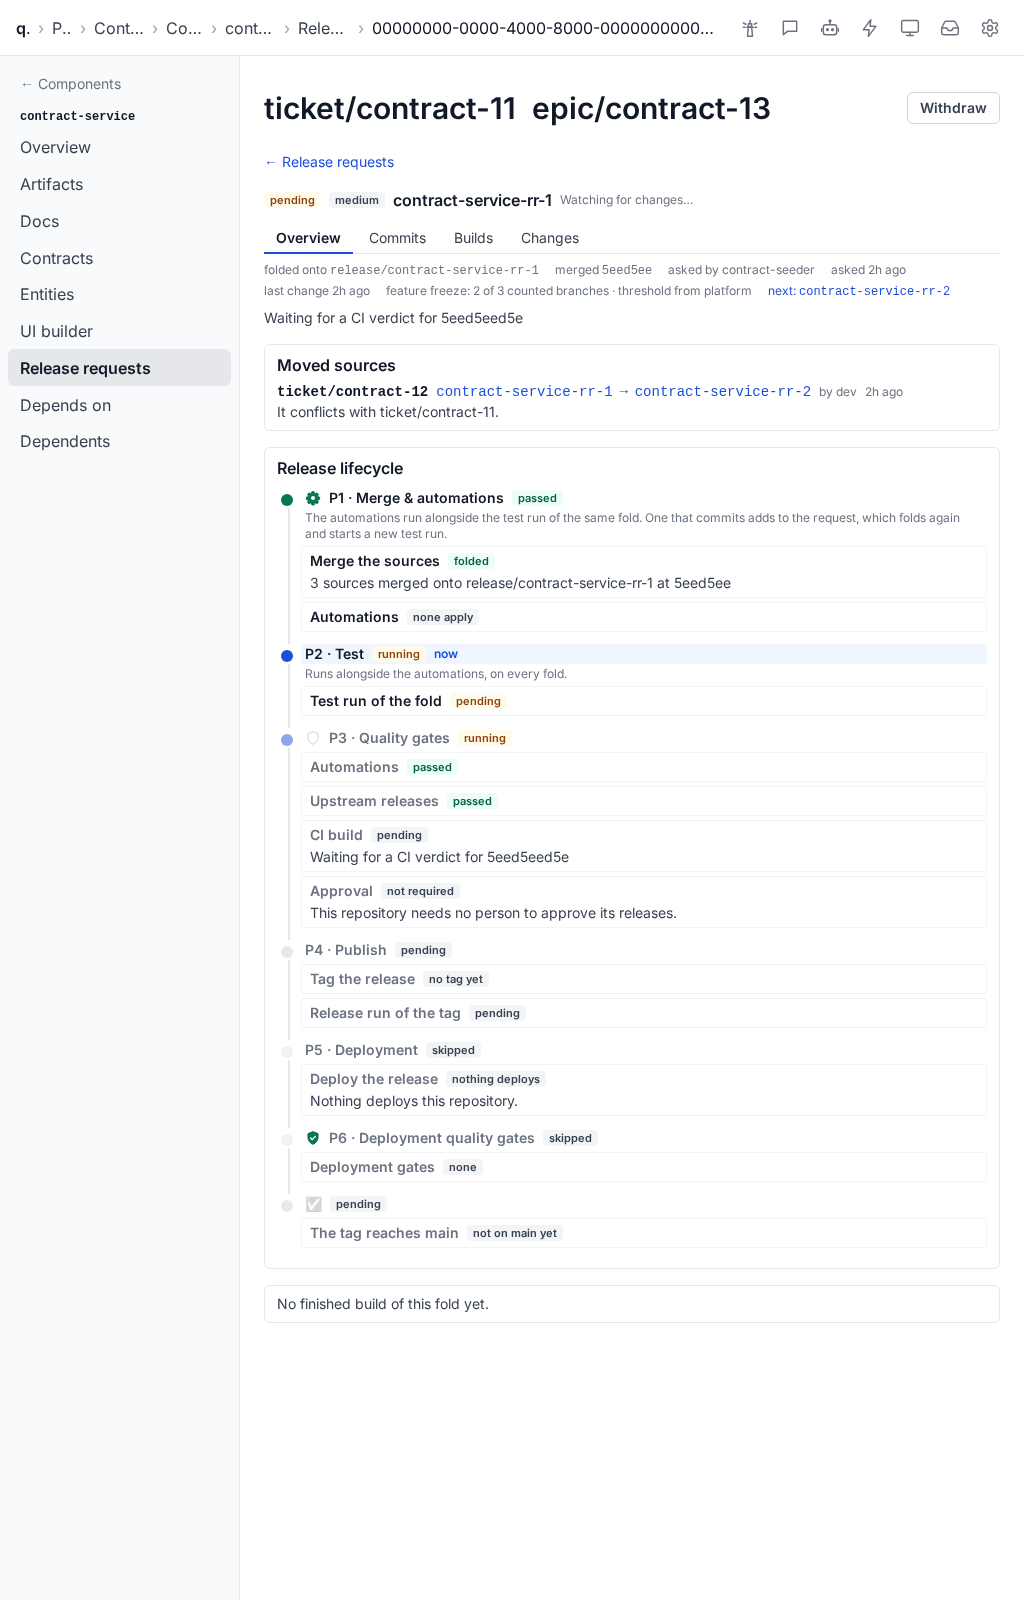 q. › P.. › Cont... › Co... › cont... › Rele... › 00000000-0000-4000-8000-0000000000...
← Components
contract-service
Overview
Artifacts
Docs
Contracts
Entities
UI builder
Release requests
Depends on
Dependents
ticket/contract-11 epic/contract-13
Withdraw
← Release requests
pending medium contract-service-rr-1 Watching for changes...
Overview Commits Builds Changes
folded onto release/contract-service-rr-1 merged 5eed5ee asked by contract-seeder asked 2h ago
last change 2h ago feature freeze: 2 of 3 counted branches · threshold from platform next: contract-service-rr-2
Waiting for a CI verdict for 5eed5eed5e
Moved sources
ticket/contract-12 contract-service-rr-1 → contract-service-rr-2 by dev 2h ago
It conflicts with ticket/contract-11.
Release lifecycle
P1 · Merge & automations passed
The automations run alongside the test run of the same fold. One that commits adds to the request, which folds again
and starts a new test run.
Merge the sources folded
3 sources merged onto release/contract-service-rr-1 at 5eed5ee
Automations none apply
P2 · Test running now
Runs alongside the automations, on every fold.
Test run of the fold pending
P3 · Quality gates running
Automations passed
Upstream releases passed
CI build pending
Waiting for a CI verdict for 5eed5eed5e
Approval not required
This repository needs no person to approve its releases.
P4 · Publish pending
Tag the release no tag yet
Release run of the tag pending
P5 · Deployment skipped
Deploy the release nothing deploys
Nothing deploys this repository.
P6 · Deployment quality gates skipped
Deployment gates none
pending
The tag reaches main not on main yet
No finished build of this fold yet.